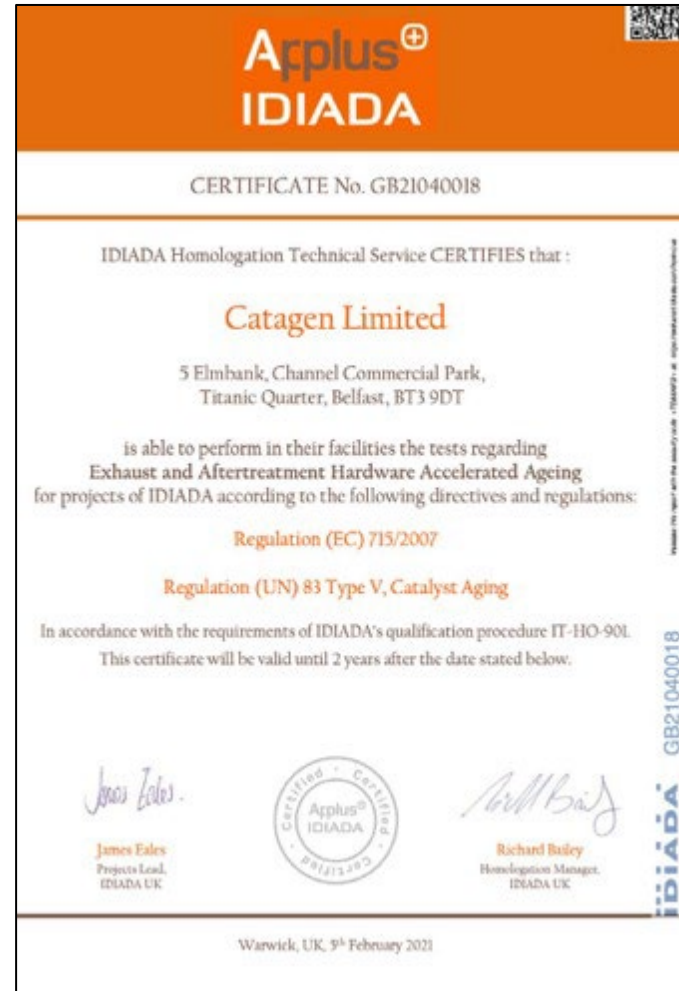 Applus+
IDIADA
CERTIFICATE No. GB21040018
IDIADA Homologation Technical Service CERTIFIES that :
Catagen Limited
5 Elmbank, Channel Commercial Park,
Titanic Quarter, Belfast, BT3 9DT
is able to perform in their facilities the tests regarding
Exhaust and Aftertreatment Hardware Accelerated Ageing
for projects of IDIADA according to the following directives and regulations:
Regulation (EC) 715/2007
Regulation (UN) 83 Type V, Catalyst Aging
In accordance with the requirements of IDIADA's qualification procedure IT-HO-901.
This certificate will be valid until 2 years after the date stated below.
James Eales.
James Eales
Projects Lead,
IDIADA UK
Certified · Certified · Certified
Applus+
IDIADA
Richard Bailey
Homologation Manager,
IDIADA UK
Warwick, UK, 5th February 2021
GB21040018
IDIADA